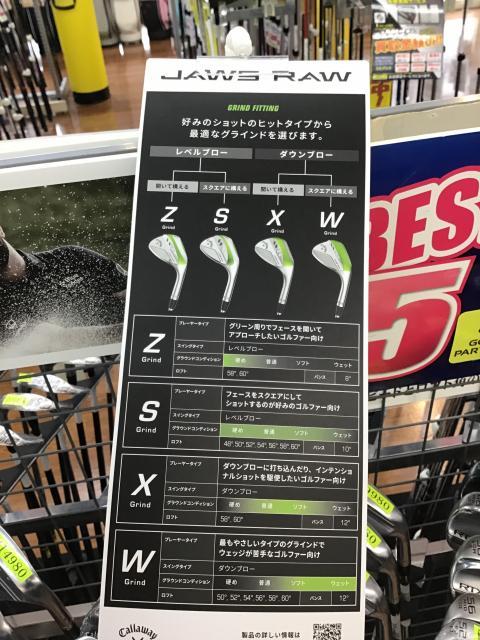 JAWS RAW
GRIND FITTING
好みのショットのヒットタイプから
最適なグラインドを選びます。
レベルブロー ダウンブロー
開いて構える スクエアに構える 開いて構える スクエアに構える
Z S X W
Grind Grind Grind Grind
Z
Grind
プレーヤータイプ グリーン周りでフェースを開いて
アプローチしたいゴルファー向け
スイングタイプ レベルブロー
グラウンドコンディション 硬め 普通 ソフト ウェット
ロフト 58°, 60° バンス 8°
S
Grind
プレーヤータイプ フェースをスクエアにして
ショットするのが好みのゴルファー向け
スイングタイプ レベルブロー
グラウンドコンディション 硬め 普通 ソフト ウェット
ロフト 48°, 50°, 52°, 54°, 56°, 58°, 60° バンス 10°
X
Grind
プレーヤータイプ ダウンブローに打ち込んだり、インテンショ
ナルショットを駆使したいゴルファー向け
スイングタイプ ダウンブロー
グラウンドコンディション 硬め 普通 ソフト ウェット
ロフト 58°, 60° バンス 12°
W
Grind
プレーヤータイプ 最もやさしいタイプのグラインドで
ウェッジが苦手なゴルファー向け
スイングタイプ ダウンブロー
グラウンドコンディション 硬め 普通 ソフト ウェット
ロフト 50°, 52°, 54°, 56°, 58°, 60° バンス 12°
Callaway
製品の詳しい情報は
BES
5
GO
PART
14980
14980
56